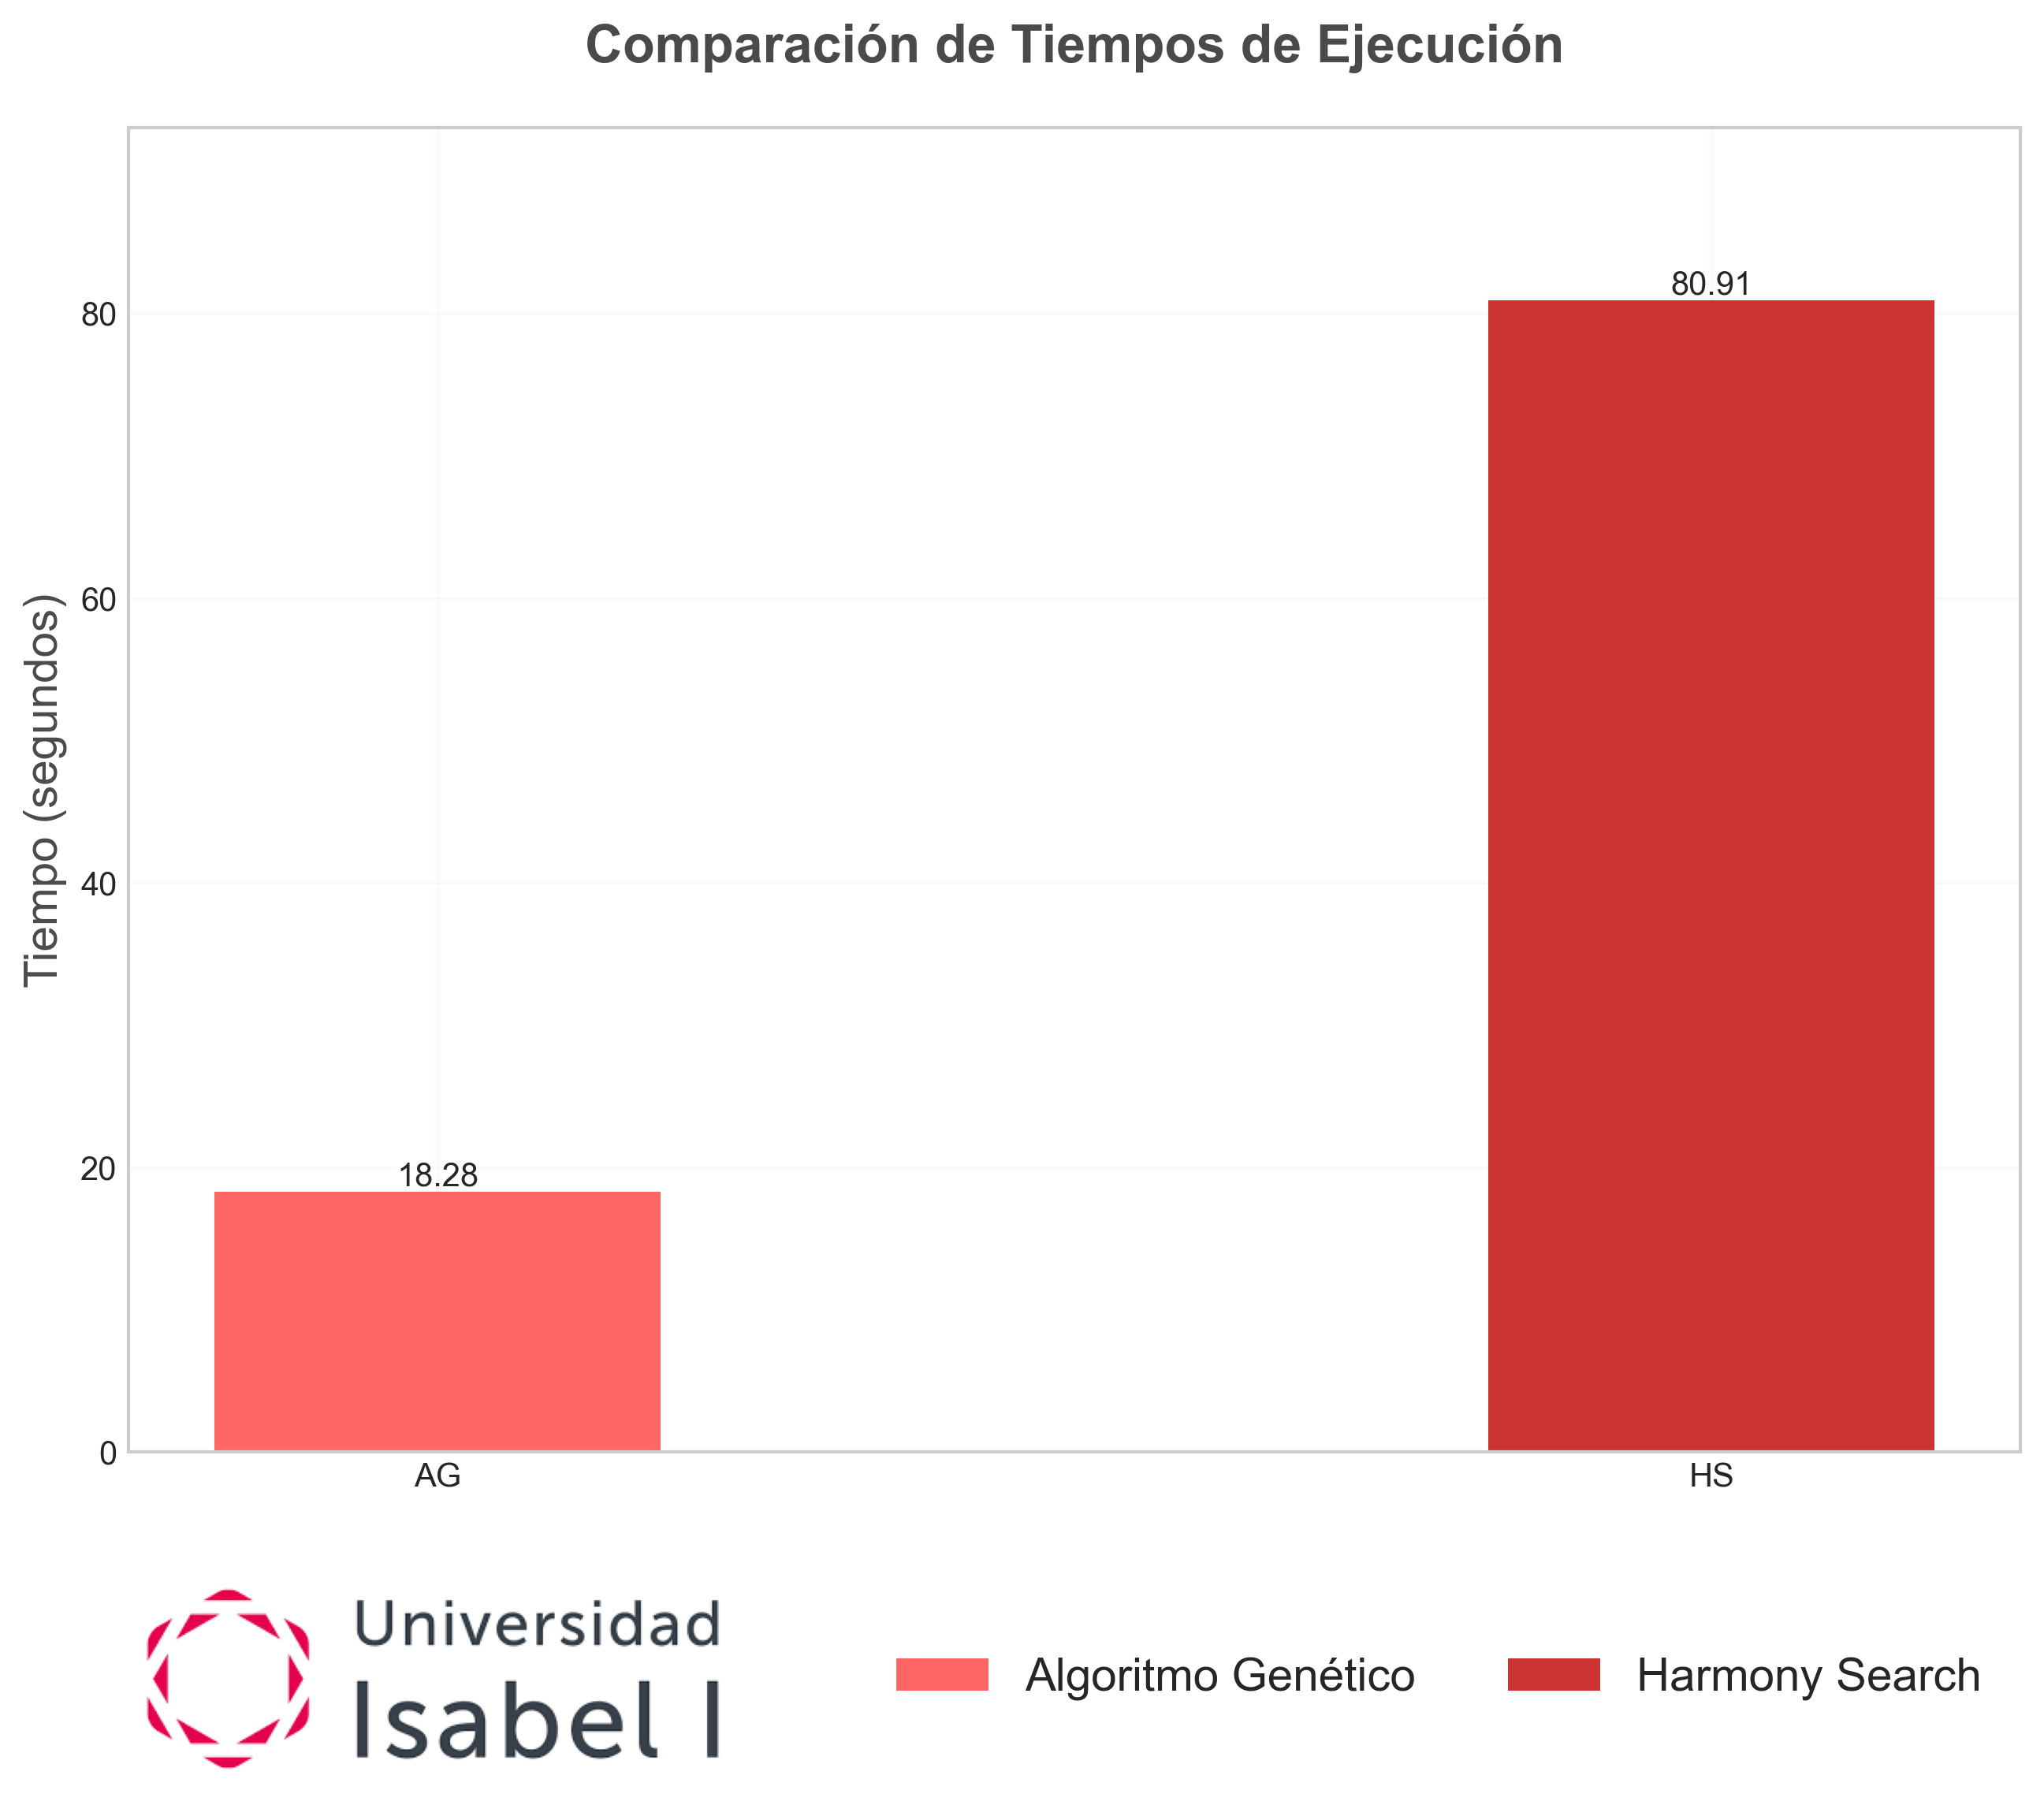 Comparación de Tiempos de Ejecución
Tiempo (segundos)
80
60
40
20
0
18.28
80.91
AG
HS
Universidad
Isabel I
Algoritmo Genético
Harmony Search